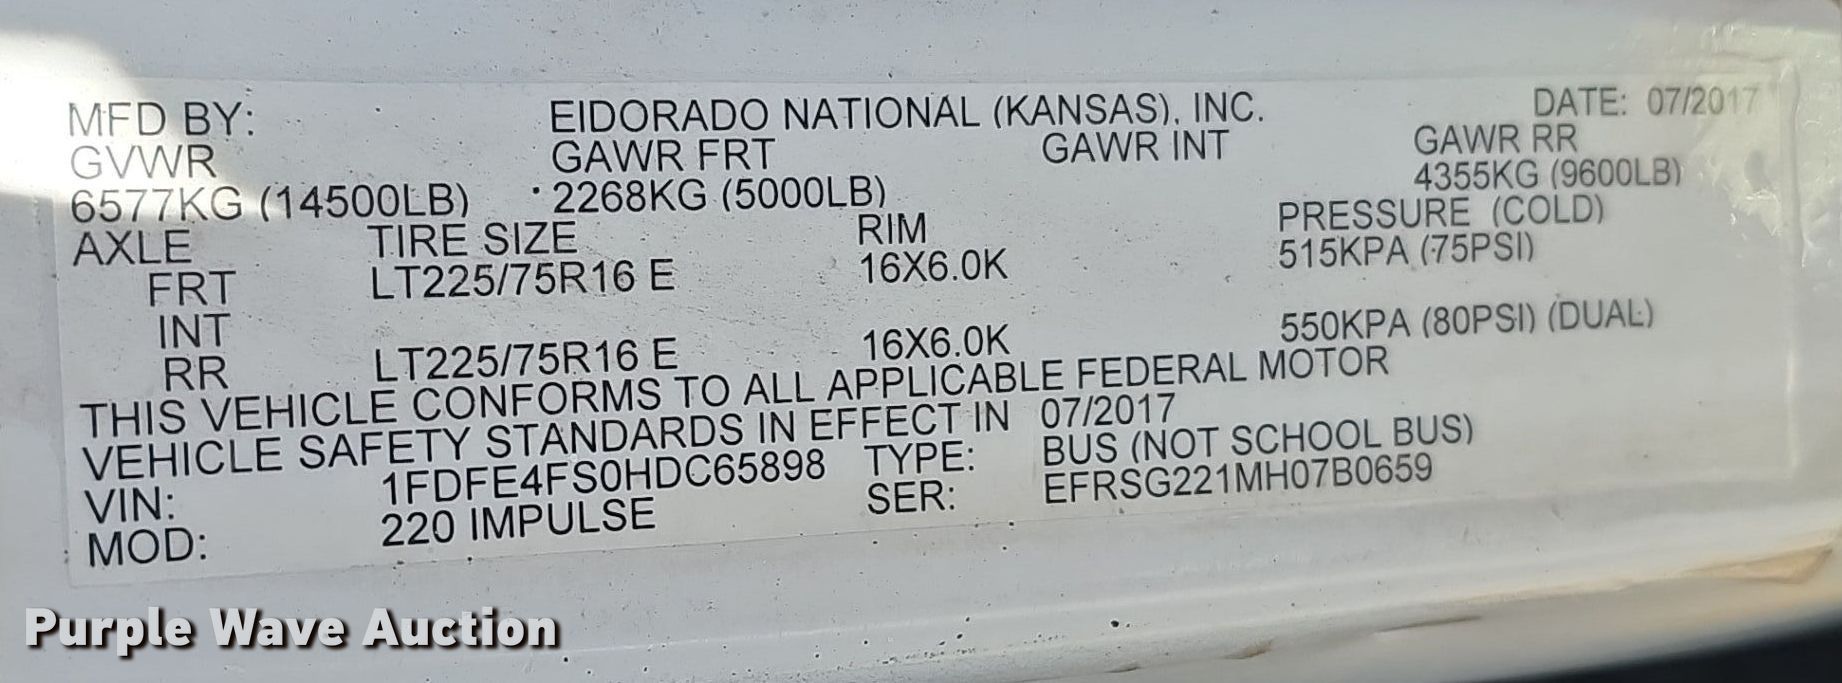 MFD BY: EIDORADO NATIONAL (KANSAS), INC. DATE: 07/2017
GVWR GAWR FRT GAWR INT GAWR RR
6577KG (14500LB) 2268KG (5000LB) 4355KG (9600LB)
AXLE TIRE SIZE RIM PRESSURE (COLD)
FRT LT225/75R16 E 16X6.0K 515KPA (75PSI)
INT
RR LT225/75R16 E 16X6.0K 550KPA (80PSI) (DUAL)
THIS VEHICLE CONFORMS TO ALL APPLICABLE FEDERAL MOTOR
VEHICLE SAFETY STANDARDS IN EFFECT IN 07/2017
VIN: 1FDFE4FS0HDC65898 TYPE: BUS (NOT SCHOOL BUS)
MOD: 220 IMPULSE SER: EFRSG221MH07B0659
Purple Wave Auction